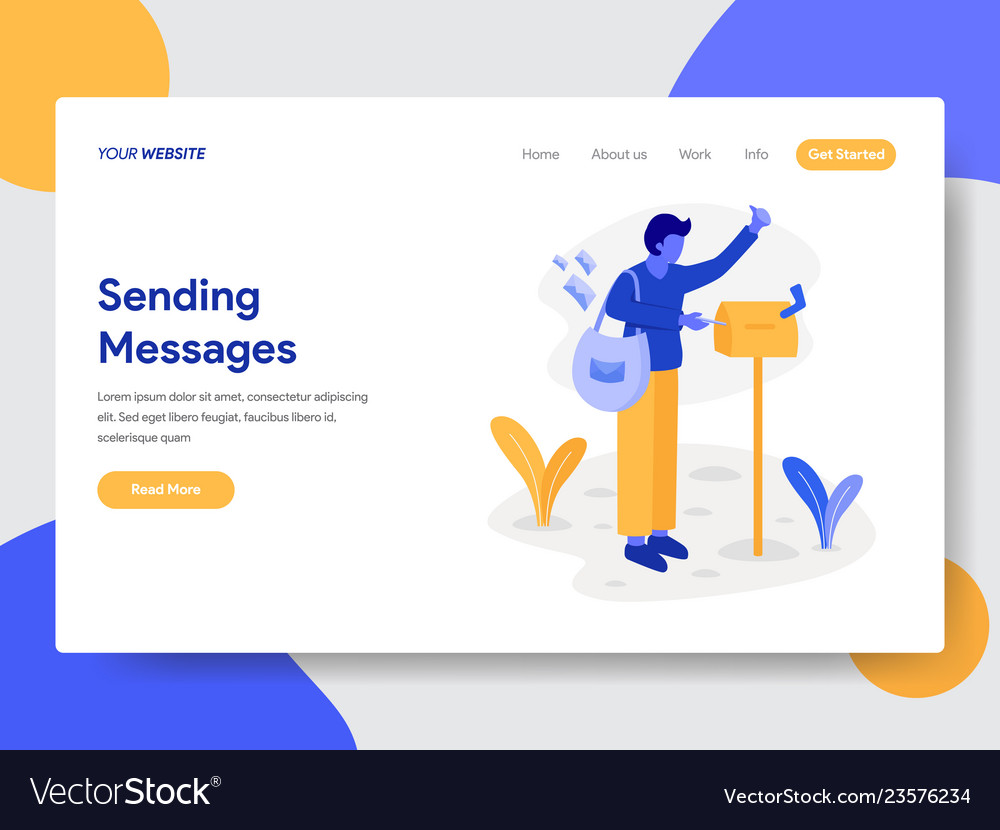 YOUR WEBSITE
Home About us Work Info Get Started
Sending
Messages
Lorem ipsum dolor sit amet, consectetur adipiscing
elit. Sed eget libero feugiat, faucibus libero id,
scelerisque quam
Read More
VectorStock®
VectorStock.com/23576234